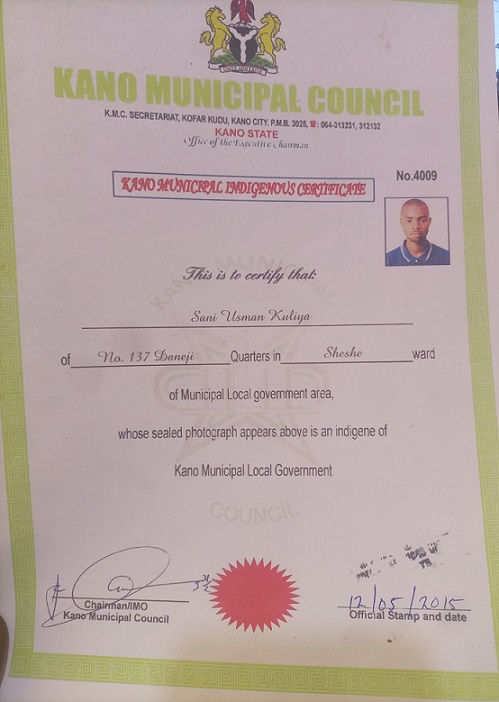 KANO MUNICIPAL COUNCIL
K.M.C. SECRETARIAT, KOFAR KUDU, KANO CITY. P.M.B. 3025, ☎: 064-313231, 312132
KANO STATE
Office of the Executive Chairman
No.4009
KANO MUNICIPAL INDIGENOUS CERTIFICATE
This is to certify that:
Sani Usman Kuliya
of No. 137 Daneji Quarters in Sheshe ward
of Municipal Local government area,
whose sealed photograph appears above is an indigene of
Kano Municipal Local Government
KANO MUNICIPAL
COUNCIL
Chairman/IMO
Kano Municipal Council
12/05/2015
Official Stamp and date